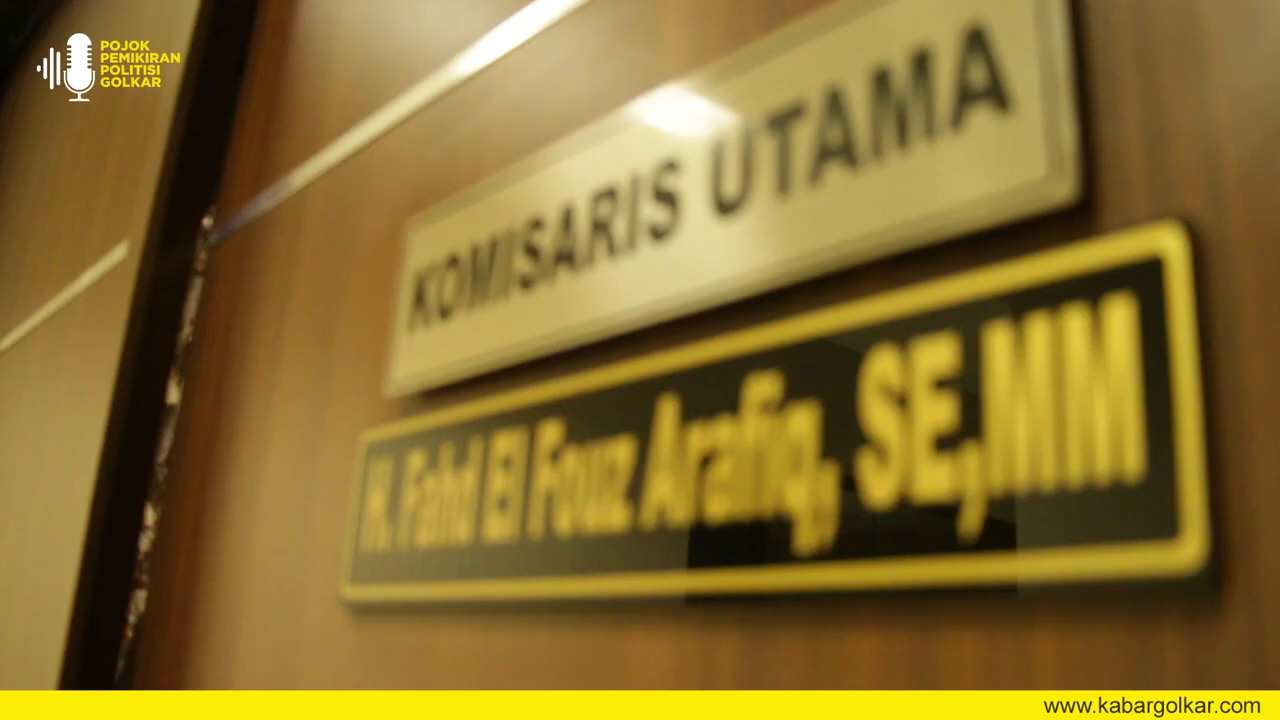 POJOK
PEMIKIRAN
POLITISI
GOLKAR
KOMISARIS UTAMA
H. Fahd El Fouz Arafiq, SE,MM
www.kabargolkar.com